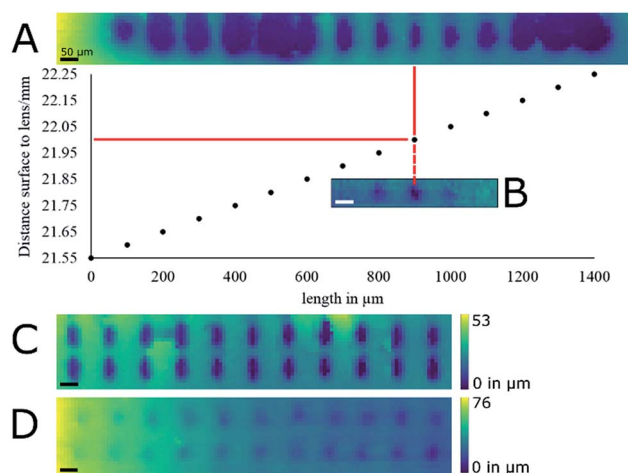 A
50 µm
Distance surface to lens/mm
22.25
22.15
22.05
21.95
21.85
21.75
21.65
21.55
B
0
200
400
600
800
1000
1200
1400
length in µm
C
53
0 in µm
D
76
0 in µm